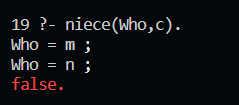 19 ?- niece(Who,c).
Who = m ;
Who = n ;
false.